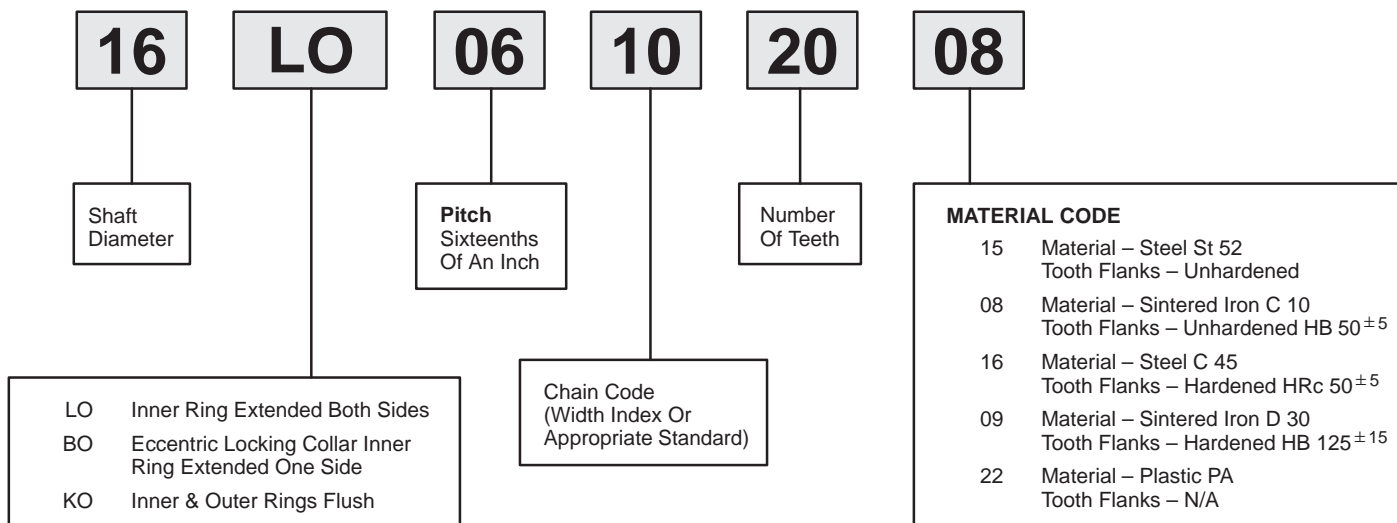 16 LO 06 10 20 08
Shaft
Diameter
Pitch
Sixteenths
Of An Inch
Number
Of Teeth
MATERIAL CODE
15 Material – Steel St 52
Tooth Flanks – Unhardened
08 Material – Sintered Iron C 10
Tooth Flanks – Unhardened HB 50 ±5
16 Material – Steel C 45
Tooth Flanks – Hardened HRc 50 ±5
09 Material – Sintered Iron D 30
Tooth Flanks – Hardened HB 125 ±15
22 Material – Plastic PA
Tooth Flanks – N/A
LO Inner Ring Extended Both Sides
BO Eccentric Locking Collar Inner
Ring Extended One Side
KO Inner & Outer Rings Flush
Chain Code
(Width Index Or
Appropriate Standard)